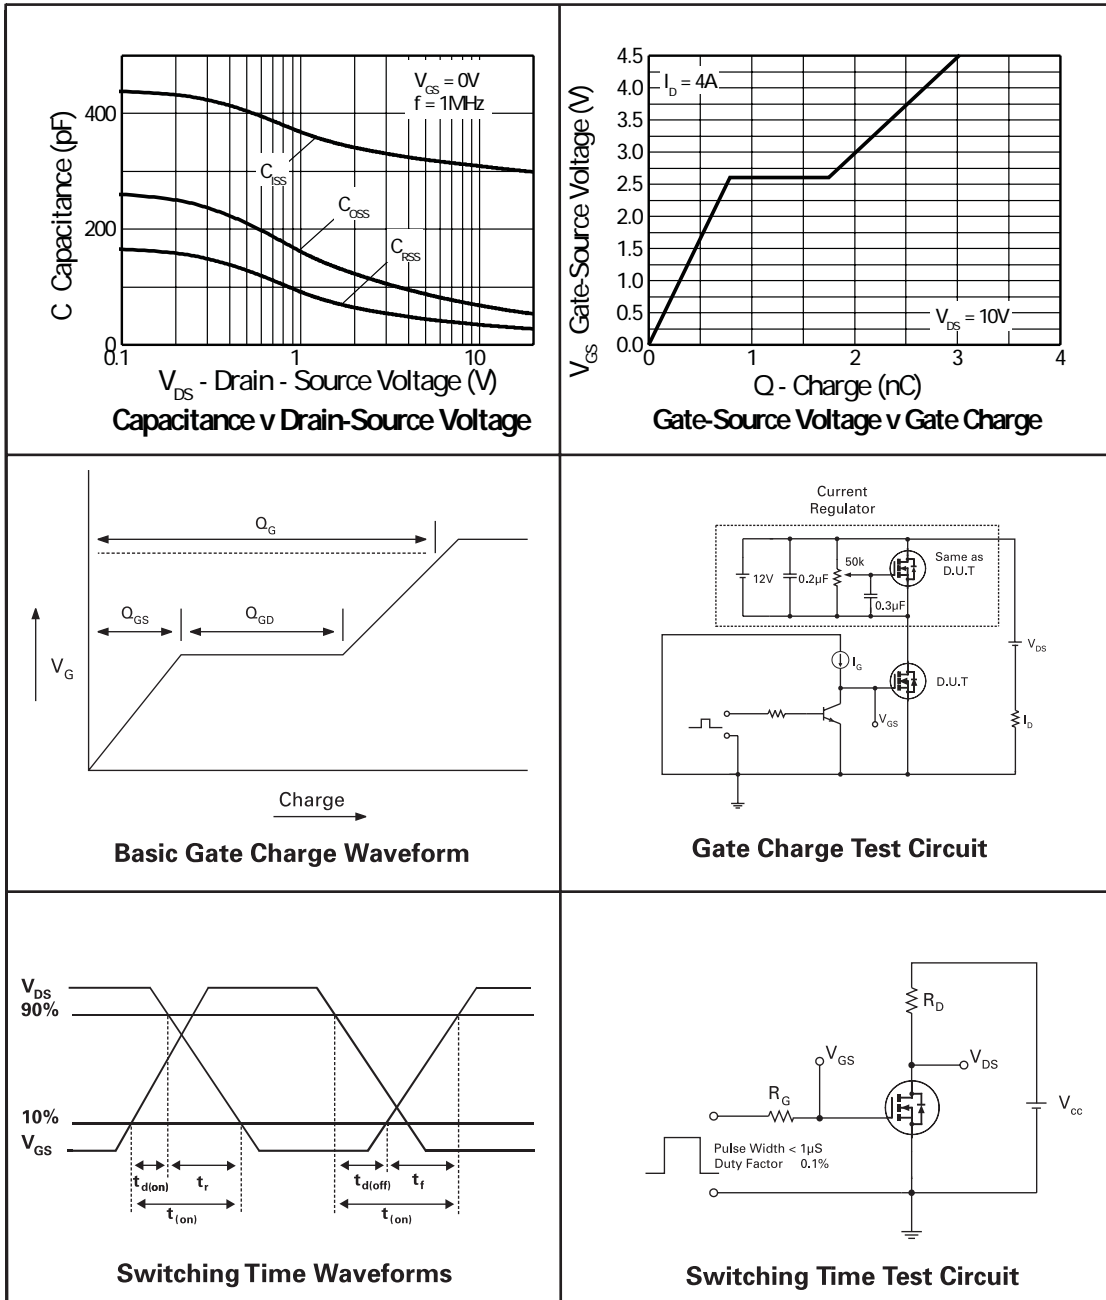 V_GS = 0V
f = 1MHz
400
200
0
C_ISS
C_OSS
C_RSS
C Capacitance (pF)
0.1 1 10
V_DS - Drain - Source Voltage (V)
Capacitance v Drain-Source Voltage
4.5
4.0
3.5
3.0
2.5
2.0
1.5
1.0
0.5
0.0
I_D = 4A
V_DS = 10V
V_GS Gate-Source Voltage (V)
0 1 2 3 4
Q - Charge (nC)
Gate-Source Voltage v Gate Charge
Q_G
Q_GS
Q_GD
V_G
Charge
Basic Gate Charge Waveform
Current
Regulator
12V
0.2µF
50k
0.3µF
Same as
D.U.T
I_G
V_DS
D.U.T
V_GS
I_D
Gate Charge Test Circuit
V_DS
90%
10%
V_GS
t_d(on)
t_r
t_(on)
t_d(off)
t_f
t_(on)
Switching Time Waveforms
R_D
V_GS
V_DS
R_G
V_cc
Pulse Width < 1µS
Duty Factor 0.1%
Switching Time Test Circuit